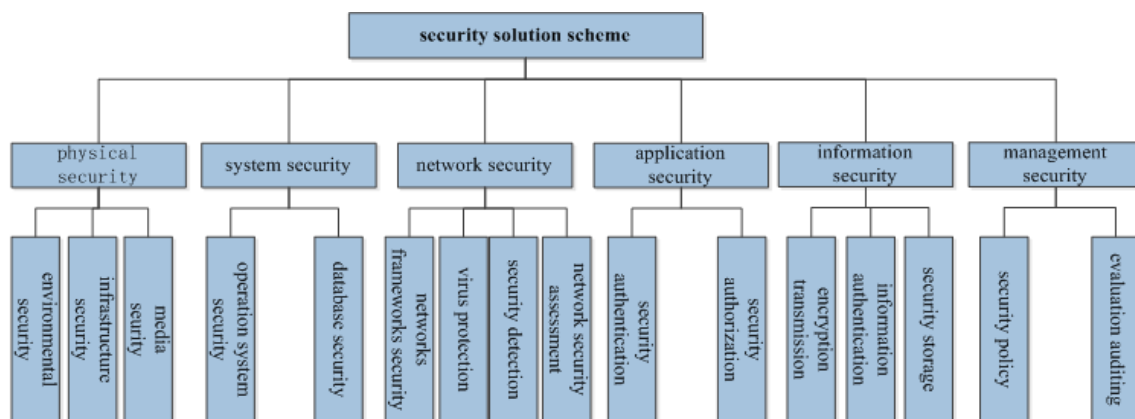 security solution scheme
physical
security
system security
network security
application
security
information
security
management
security
environmental
security
infrastructure
security
media
seurity
operation system
security
database security
networks
frameworks security
virus protection
security detection
network security
assessment
security
authentication
security
authorization
encryption
transmission
information
authentication
security storage
security policy
evaluation auditing